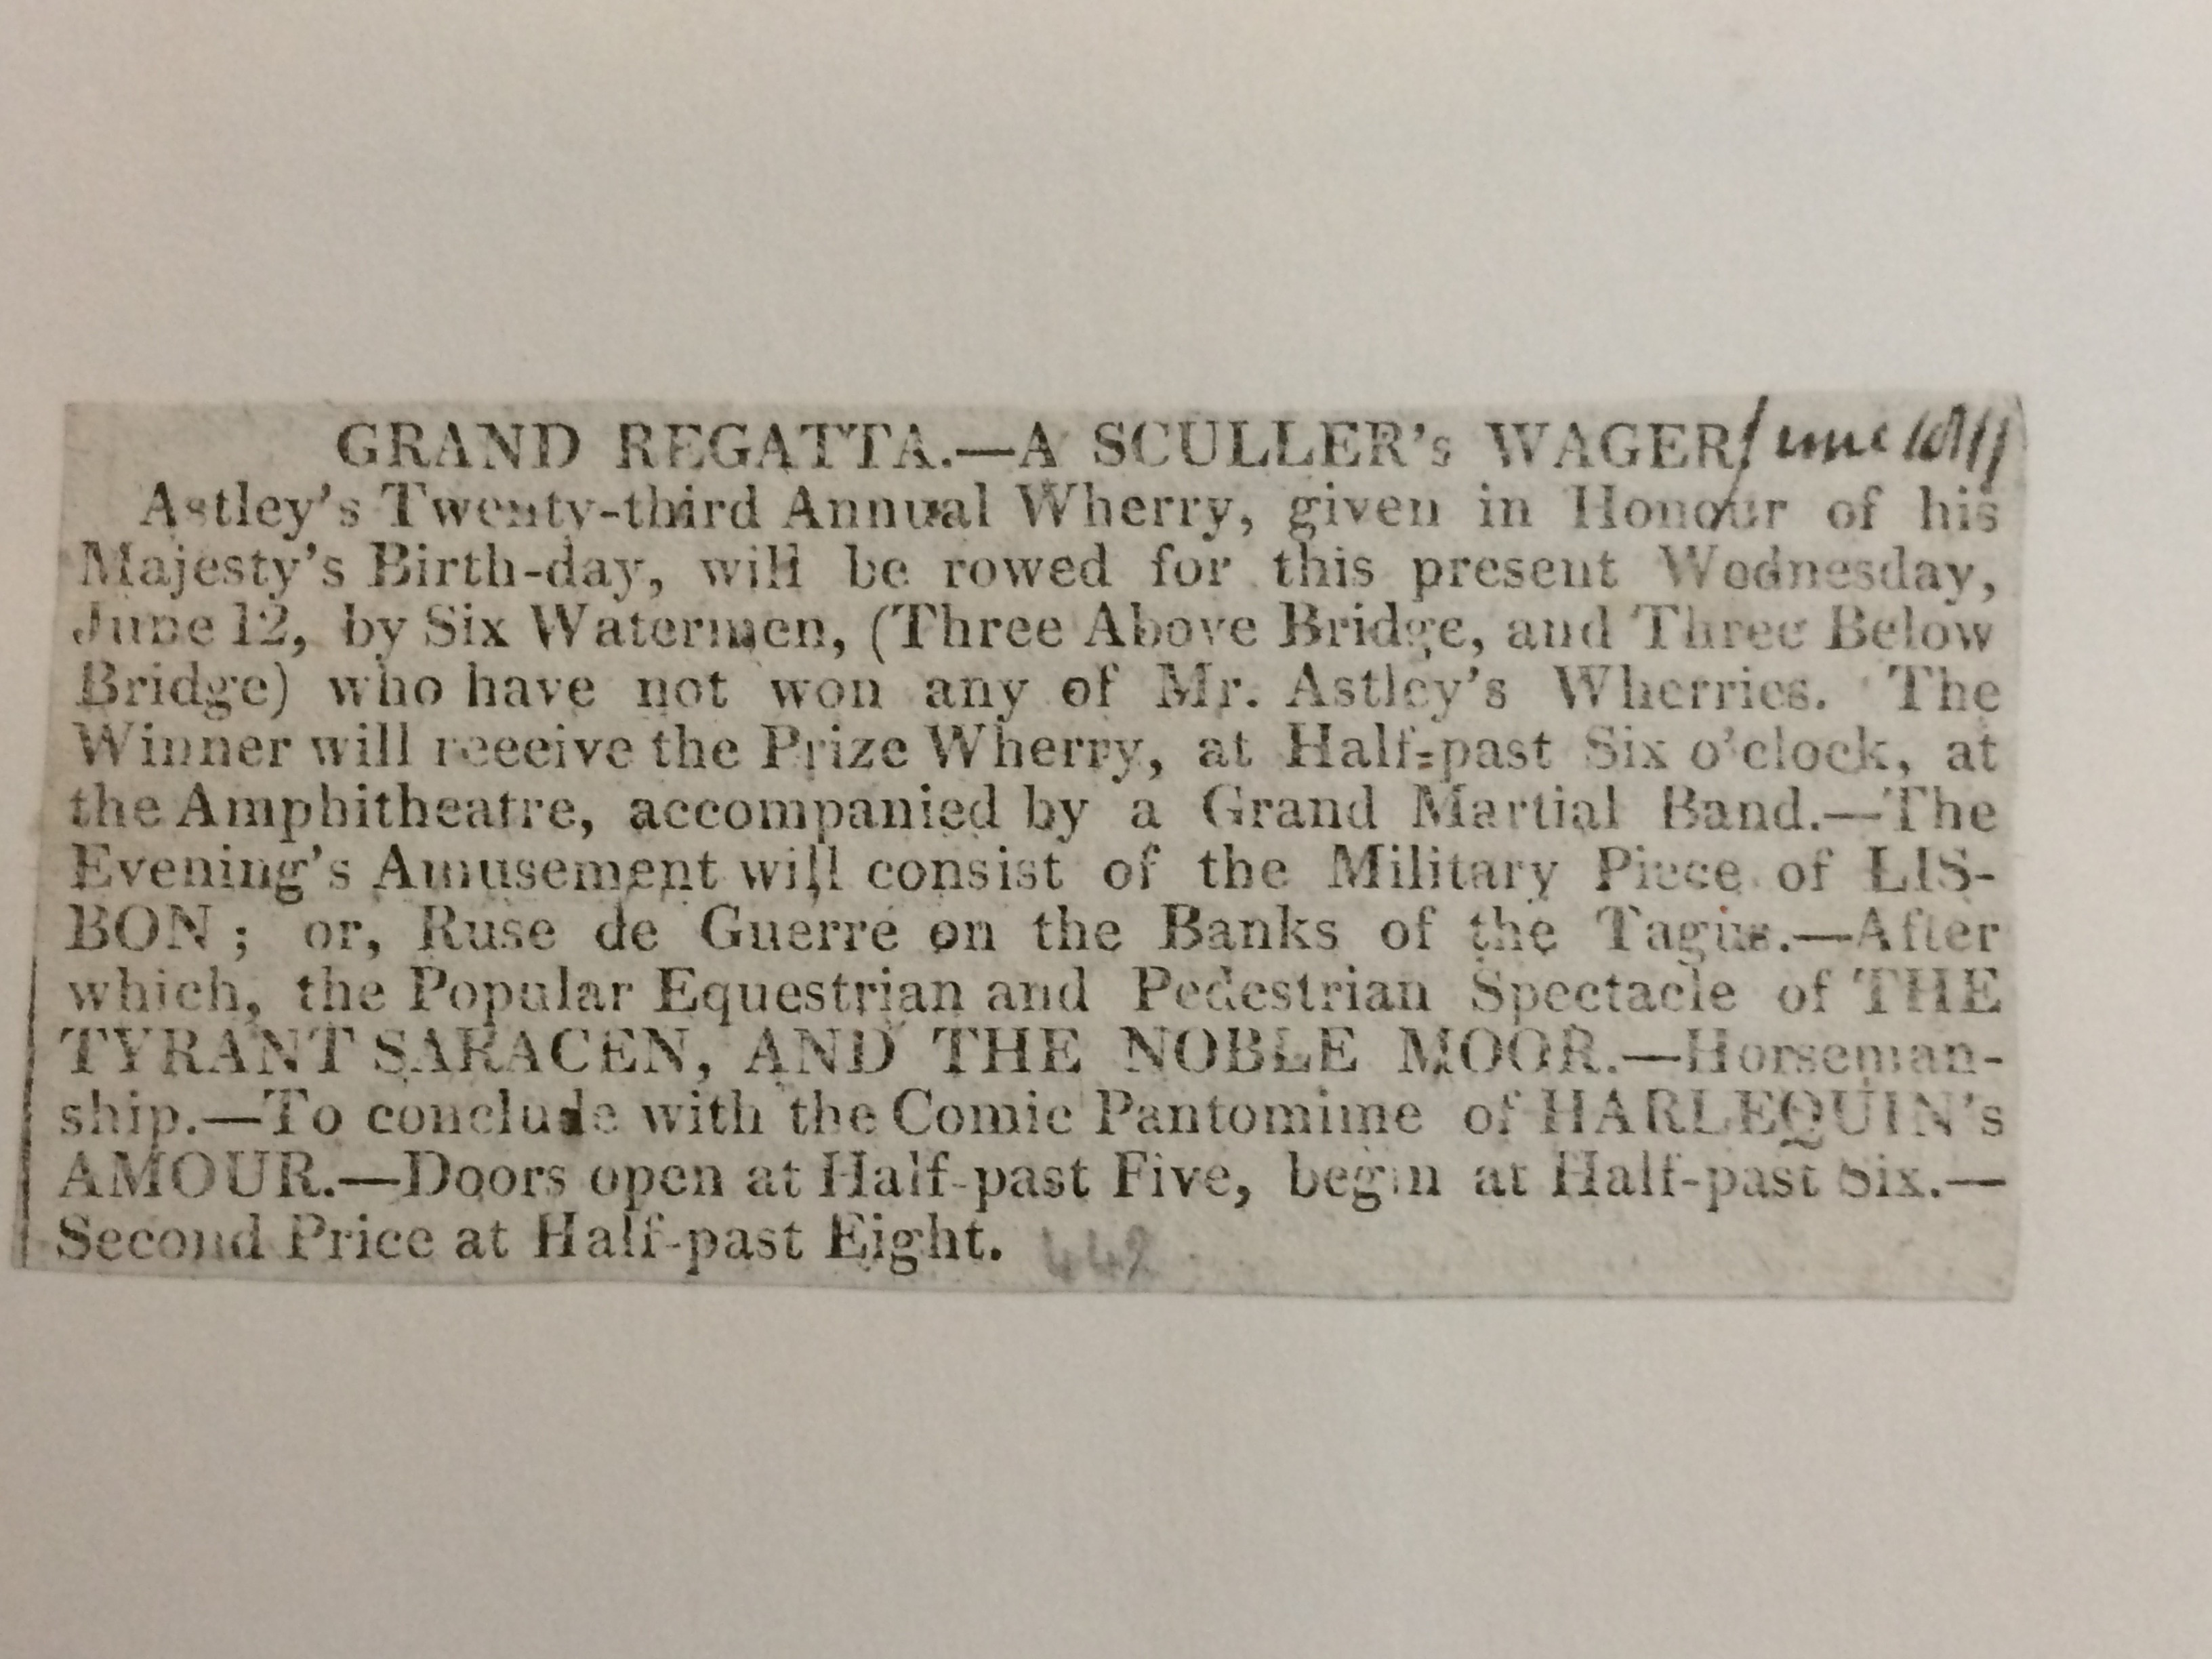 GRAND REGATTA.—A SCULLER's WAGER June 1811
Astley's Twenty-third Annual Wherry, given in Honour of his
Majesty's Birth-day, will be rowed for this present Wednesday,
June 12, by Six Watermen, (Three Above Bridge, and Three Below
Bridge) who have not won any of Mr. Astley's Wherries. The
Winner will reeeive the Prize Wherry, at Half-past Six o'clock, at
the Amphitheatre, accompanied by a Grand Martial Band.—The
Evening's Amusement will consist of the Military Piece of LIS-
BON ; or, Ruse de Guerre on the Banks of the Tagus.—After
which, the Popular Equestrian and Pedestrian Spectacle of THE
TYRANT SARACEN, AND THE NOBLE MOOR.—Horseman-
ship.—To conclude with the Comic Pantomime of HARLEQUIN's
AMOUR.—Doors open at Half-past Five, begin at Half-past Six.—
Second Price at Half-past Eight. 442